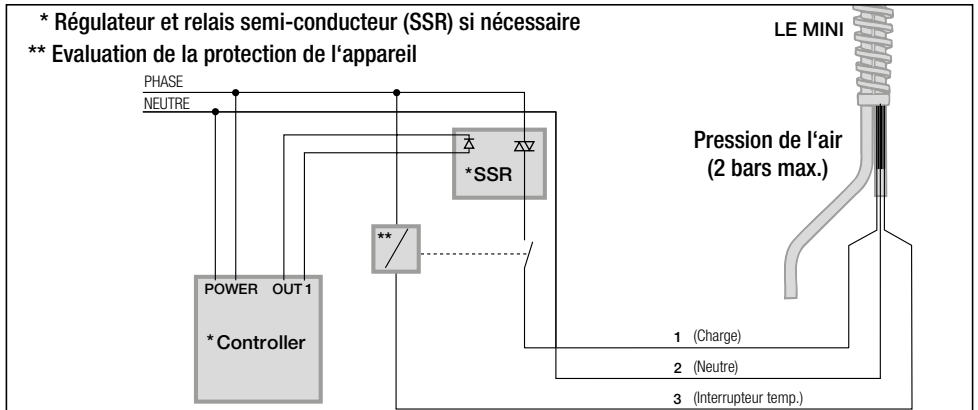 * Régulateur et relais semi-conducteur (SSR) si nécessaire
** Evaluation de la protection de l‘appareil
LE MINI
PHASE
NEUTRE
Pression de l‘air
(2 bars max.)
*SSR
**
POWER OUT 1
*Controller
1 (Charge)
2 (Neutre)
3 (Interrupteur temp.)